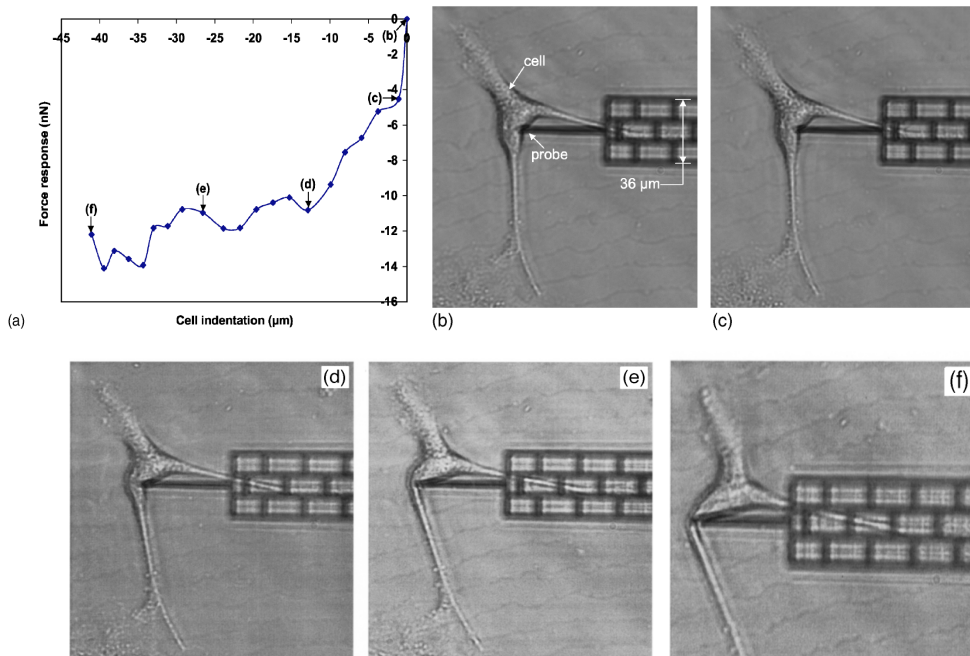 -45 -40 -35 -30 -25 -20 -15 -10 -5 0
0
-2
-4
-6
-8
-10
-12
-14
-16
Force response (nN)
Cell indentation (µm)
(b)
(c)
(d)
(e)
(f)
(a)
cell
probe
36 µm
(b)
(c)
(d)
(e)
(f)